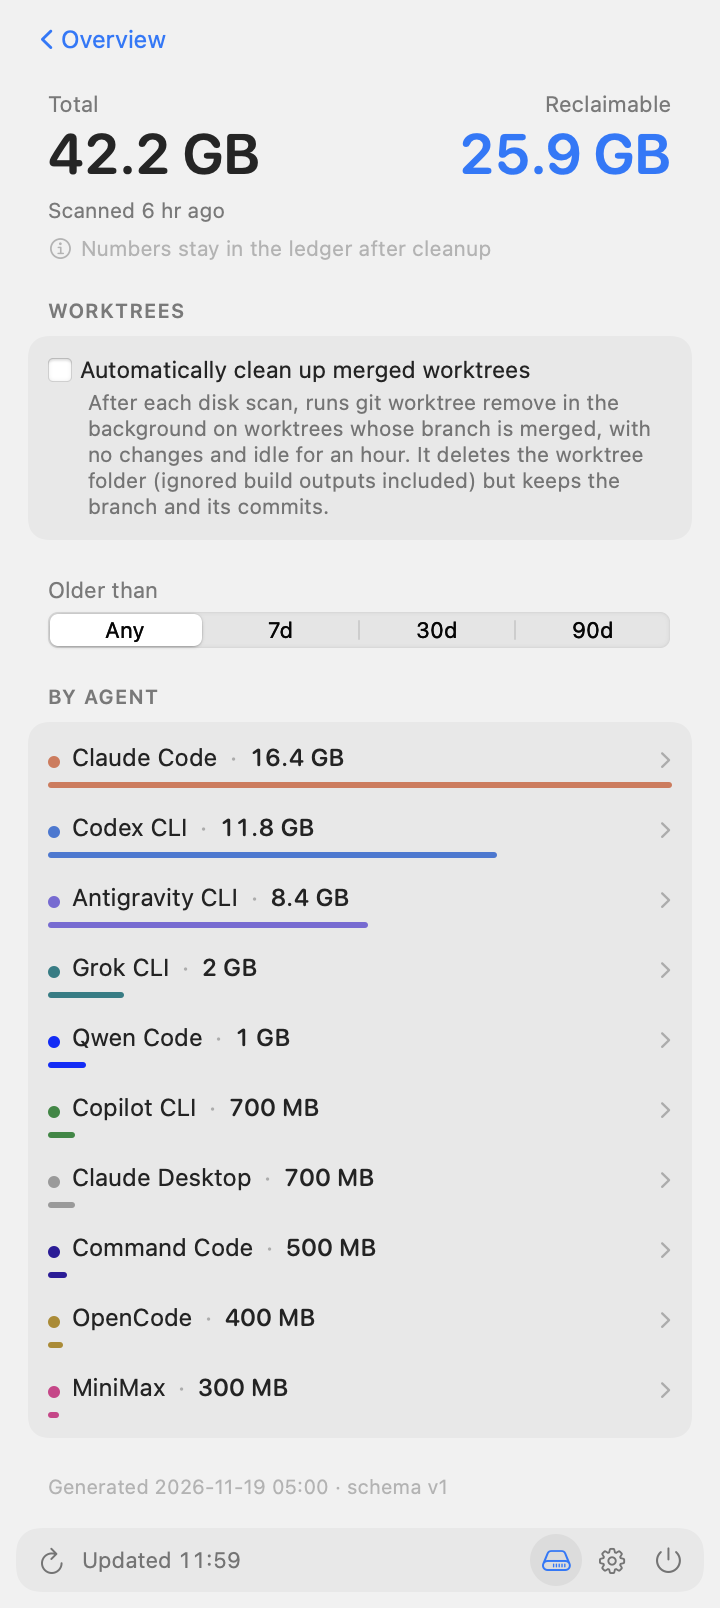 Overview
Total
Reclaimable
42.2 GB
25.9 GB
Scanned 6 hr ago
Numbers stay in the ledger after cleanup
WORKTREES
Automatically clean up merged worktrees
After each disk scan, runs git worktree remove in the
background on worktrees whose branch is merged, with
no changes and idle for an hour. It deletes the worktree
folder (ignored build outputs included) but keeps the
branch and its commits.
Older than
Any 7d 30d 90d
BY AGENT
Claude Code · 16.4 GB
Codex CLI · 11.8 GB
Antigravity CLI · 8.4 GB
Grok CLI · 2 GB
Qwen Code · 1 GB
Copilot CLI · 700 MB
Claude Desktop · 700 MB
Command Code · 500 MB
OpenCode · 400 MB
MiniMax · 300 MB
Generated 2026-11-19 05:00 · schema v1
Updated 11:59